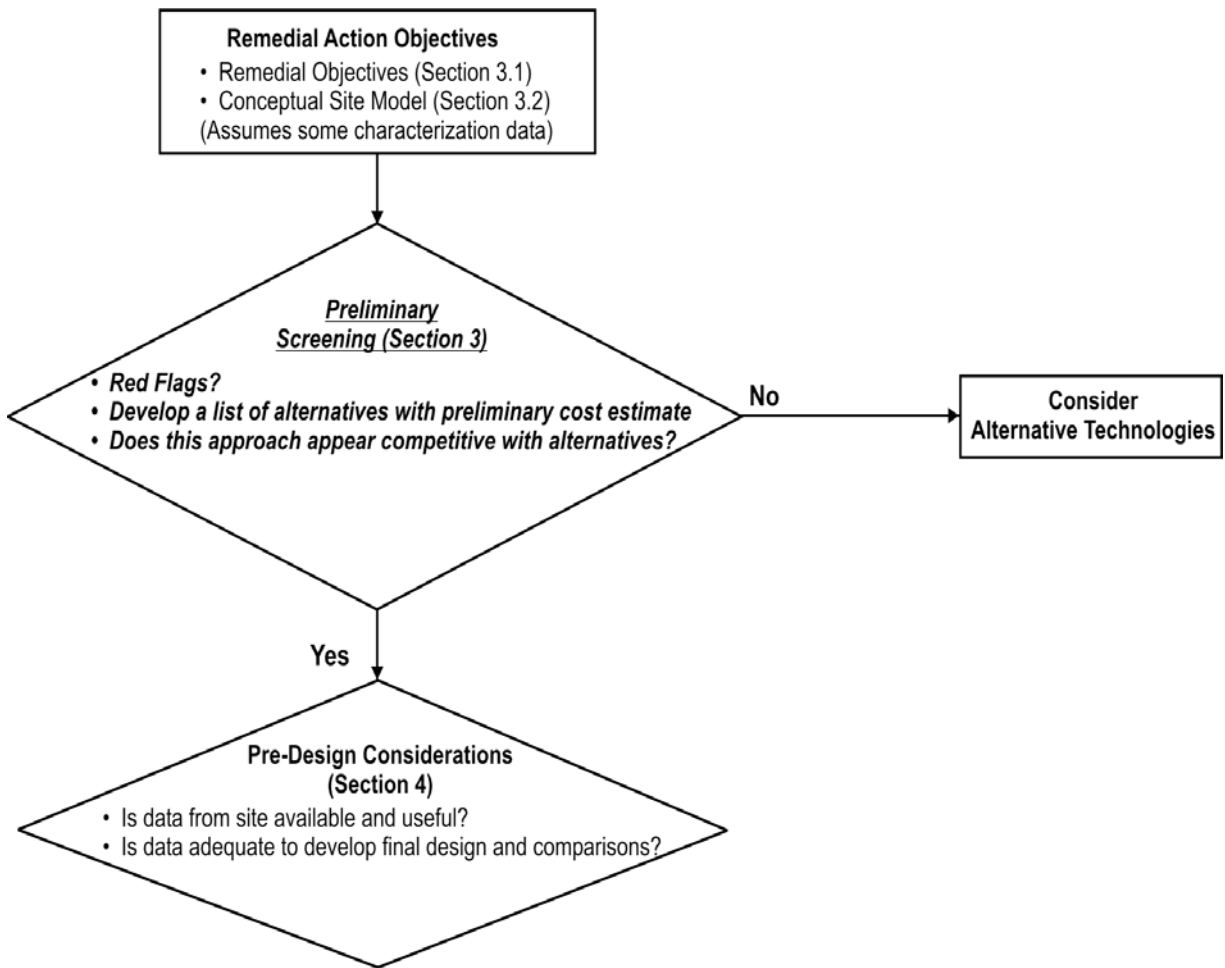 Remedial Action Objectives
• Remedial Objectives (Section 3.1)
• Conceptual Site Model (Section 3.2)
(Assumes some characterization data)
Preliminary
Screening (Section 3)
• Red Flags?
• Develop a list of alternatives with preliminary cost estimate
• Does this approach appear competitive with alternatives?
No
Consider
Alternative Technologies
Yes
Pre-Design Considerations
(Section 4)
• Is data from site available and useful?
• Is data adequate to develop final design and comparisons?